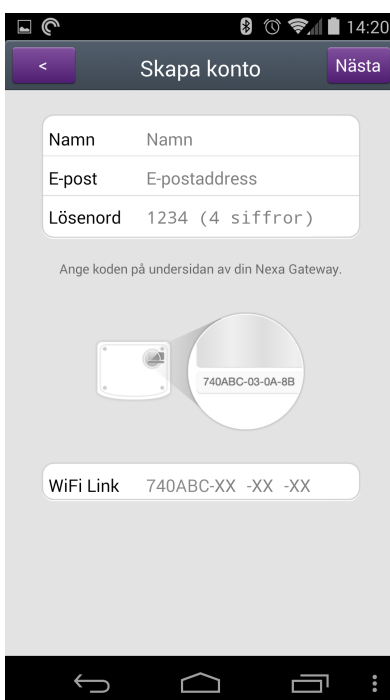 14:20
<
Skapa konto
Nästa
Namn Namn
E-post E-postaddress
Lösenord 1234 (4 siffror)
Ange koden på undersidan av din Nexa Gateway.
740ABC-03-0A-8B
WiFi Link 740ABC-XX -XX -XX